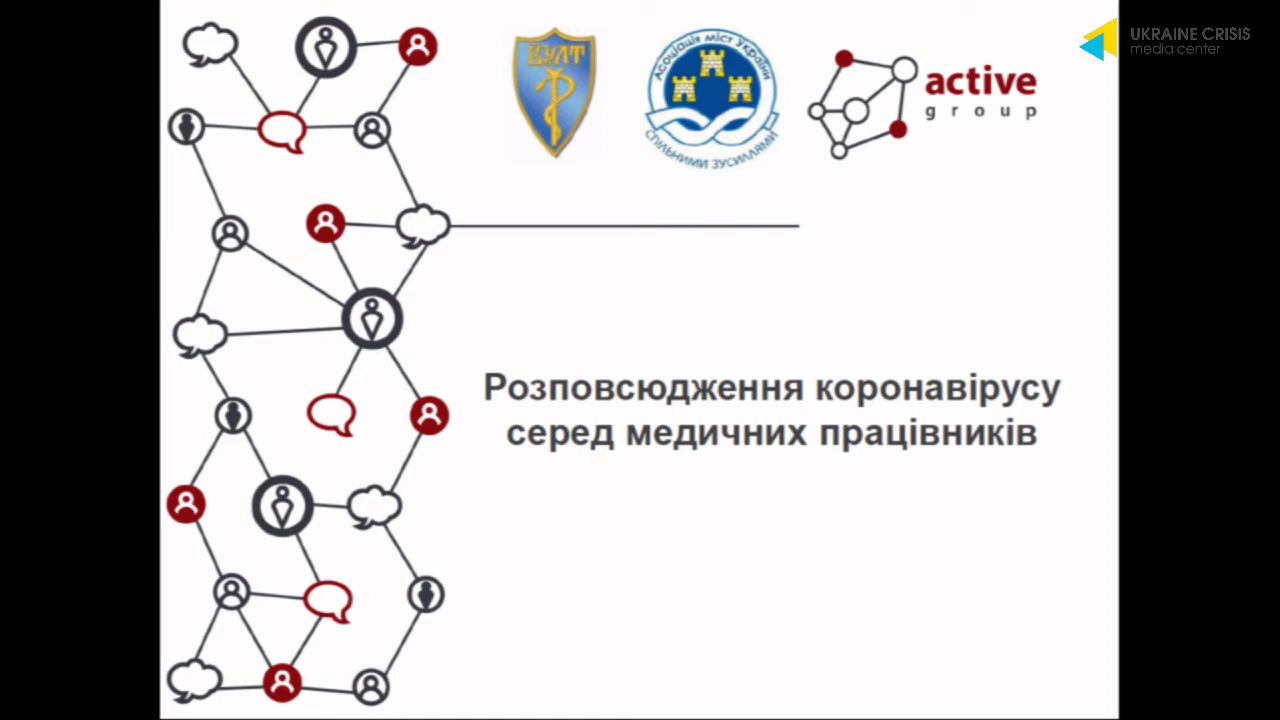 ВУЛТ
Асоціація міст України
СПІЛЬНИМИ ЗУСИЛЛЯМИ
active
group
UKRAINE CRISIS
media center
Розповсюдження коронавірусу
серед медичних працівників